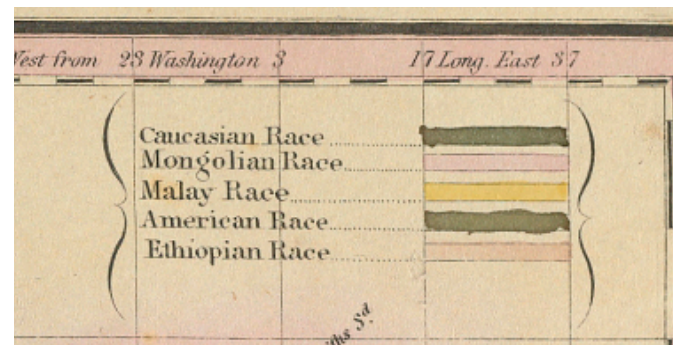 West from 23 Washington 3 17 Long. East 37
Caucasian Race
Mongolian Race
Malay Race
American Race
Ethiopian Race
Sd.